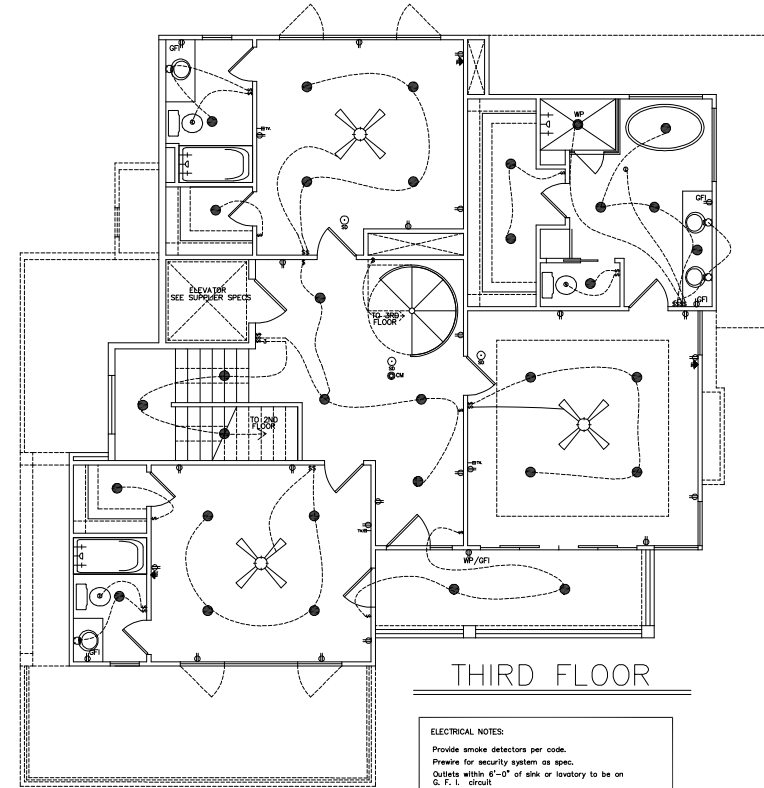 GFI
TV.
WP
GFI
SD
ELEVATOR
SEE SUPPLIER SPECS
TO 3RD
FLOOR
GFI
SD
SD
CM
TO 2ND
FLOOR
WP/GFI
GFI
THIRD FLOOR
ELECTRICAL NOTES:
Provide smoke detectors per code.
Prewire for security system as spec.
Outlets within 6'-0" of sink or lavatory to be on
G. F. I. circuit